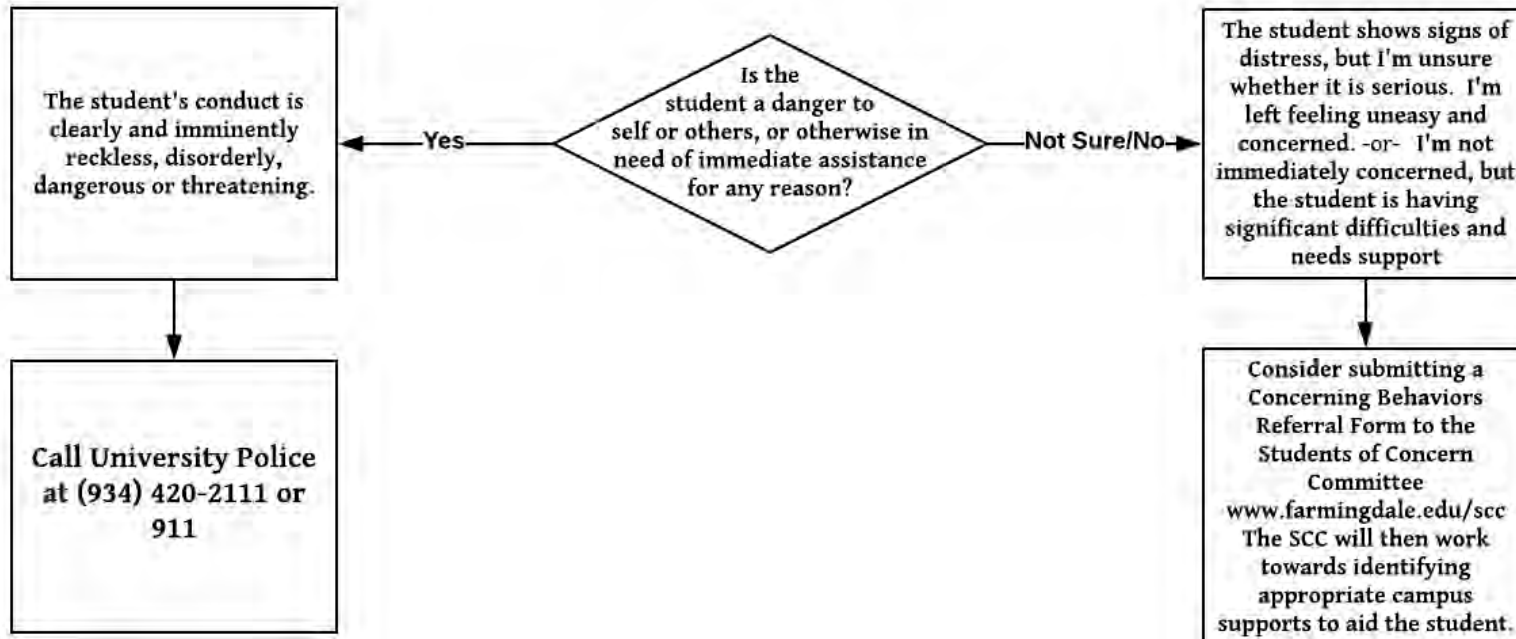 The student's conduct is
clearly and imminently
reckless, disorderly,
dangerous or threatening.
Yes
Is the
student a danger to
self or others, or otherwise in
need of immediate assistance
for any reason?
Not Sure/No
The student shows signs of
distress, but I'm unsure
whether it is serious. I'm
left feeling uneasy and
concerned. -or- I'm not
immediately concerned, but
the student is having
significant difficulties and
needs support
Call University Police
at (934) 420-2111 or
911
Consider submitting a
Concerning Behaviors
Referral Form to the
Students of Concern
Committee
www.farmingdale.edu/scc
The SCC will then work
towards identifying
appropriate campus
supports to aid the student.